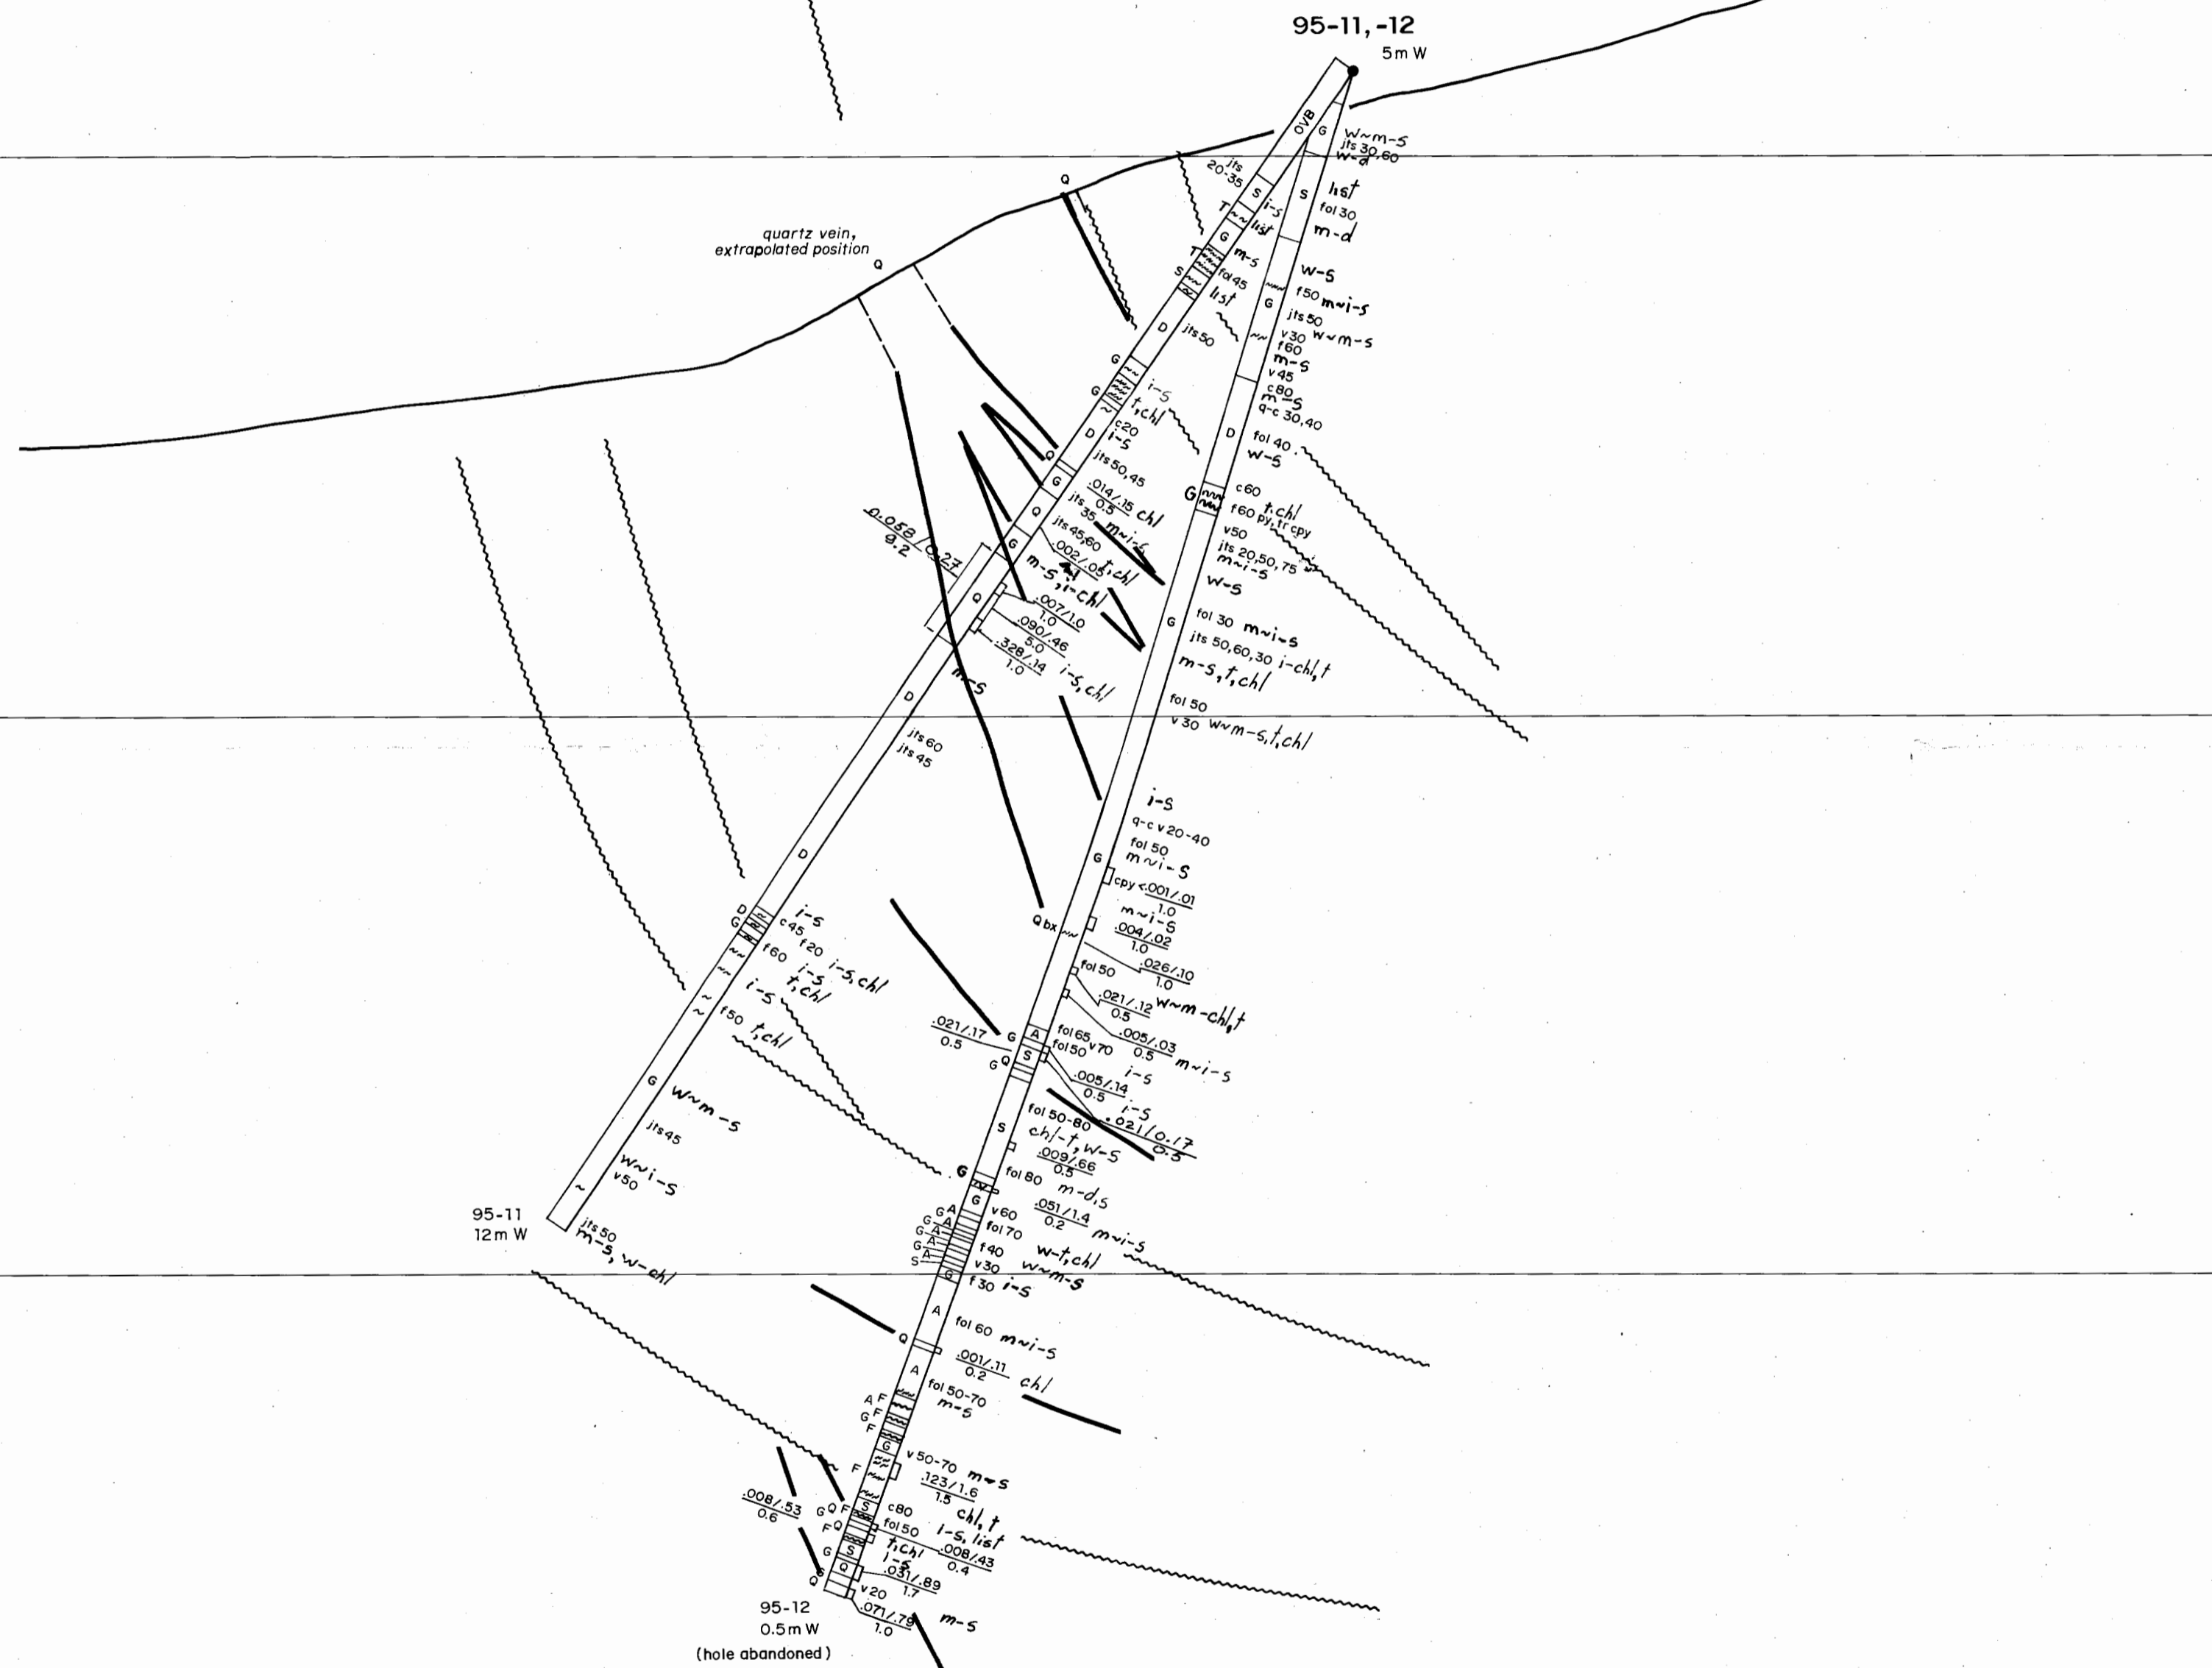 95-11, -12
5m W
OVB
G
w~m-s
jts 30,60
w-d
jts
20-35
S
S
list
fol 30
m-d
i-s
T
list
G
m-s
T
fol 45
S
list
Q
quartz vein,
extrapolated position
Q
w-s
f50 m~i-s
G
jts 50
v30 w~m-s
f60
m-s
v45
c80
m-s
q-c 30,40
D
jts 50
G
G
i-s
t,chl
c20
i-s
D
jts 50,45
Q
G
.014/.15
0.5
chl
jts 35
m~i-s
Q
jts 45,60
.002/.05
t,chl
G
m-s, i-chl
0.058/0.27
9.2
Q
.007/1.0
1.0
.090/.46
5.0
.328/.14
1.0
i-s, chl
m-s
D
fol 40
w-s
G
c60
t,chl
f60 py, tr cpy
v50
jts 20,50,75
m~i-s
w-s
G
fol 30 m~i-s
jts 50,60,30 i-chl,t
m-s, t, chl
fol 50
v 30 w~m-s,t,chl
D
jts 60
jts 45
D
i-s
q-c v 20-40
fol 50
m~i-s
G
cpy <.001/.01
1.0
m~i-s
.004/.02
1.0
Q bx
.026/.10
1.0
fol 50
.021/.12
0.5
w~m-chl,t
.005/.03
0.5
m~i-s
D
G
i-s
c45
f20
i-s, chl
f60
i-s
t,chl
i-s
f50
t,chl
G
w~m-s
jts 45
w~i-s
v50
95-11
12m W
jts 50
m-s, w-chl
.021/.17
0.5
G
A
fol 65
v70
fol 50
G Q
S
i-s
.005/.14
0.5
i-s
.021/0.17
0.5
S
fol 50-80
chl-t, w-s
.009/.66
0.5
G
fol 80
m-d,s
.051/1.4
0.2
m~i-s
G
G A
v60
G A
fol 70
G A
f40
w-t, chl
G A
v30
w~m-s
S
G
f 30 i-s
A
fol 60 m~i-s
Q
.001/.11
0.2
chl
A
fol 50-70
m-s
A F
G F
F
G
v 50-70 m-s
F
.123/1.6
1.5
chl, t
.008/.53
0.6
G Q F
S
c80
fol 50
i-s, list
F Q
.008/.43
0.4
t,chl
i-s
G
S
Q
.031/.89
1.7
Q
v 20
.071/.79
1.0
m-s
95-12
0.5m W
(hole abandoned)